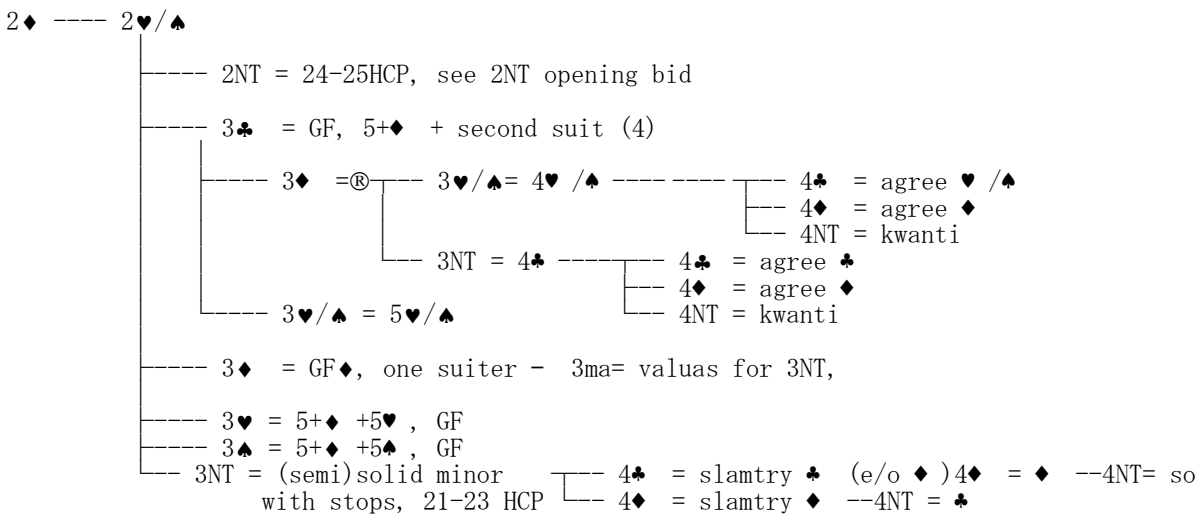 2♦ ---- 2♥/♠
2NT = 24-25HCP, see 2NT opening bid
3♣ = GF, 5+♦ + second suit (4)
3♦ =® 3♥/♠= 4♥ /♠ 4♣ = agree ♥ /♠
4♦ = agree ♦
4NT = kwanti
3NT = 4♣ 4♣ = agree ♣
4♦ = agree ♦
3♥/♠ = 5♥/♠ 4NT = kwanti
3♦ = GF♦, one suiter - 3ma= valuas for 3NT,
3♥ = 5+♦ +5♥ , GF
3♠ = 5+♦ +5♠ , GF
3NT = (semi)solid minor 4♣ = slamtry ♣ (e/o ♦ )4♦ = ♦ --4NT= so
with stops, 21-23 HCP 4♦ = slamtry ♦ --4NT = ♣